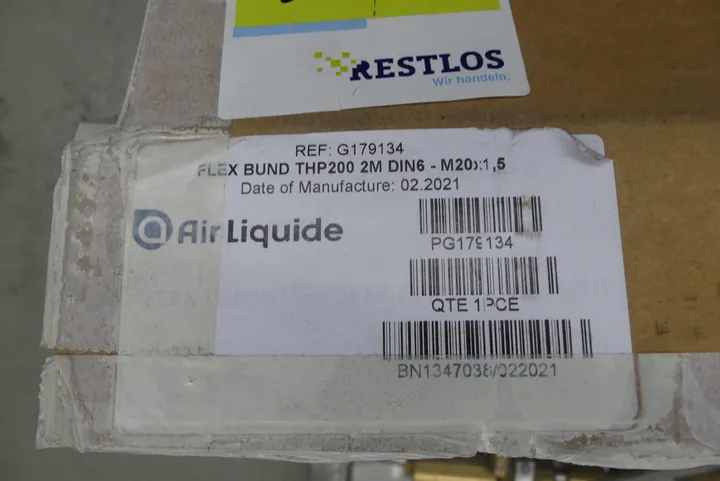 RESTLOS
Wir handeln.
REF: G179134
FLEX BUND THP200 2M DIN6 - M20x1,5
Date of Manufacture: 02.2021
Air Liquide
PG179134
QTE 1PCE
BN1347038/022021